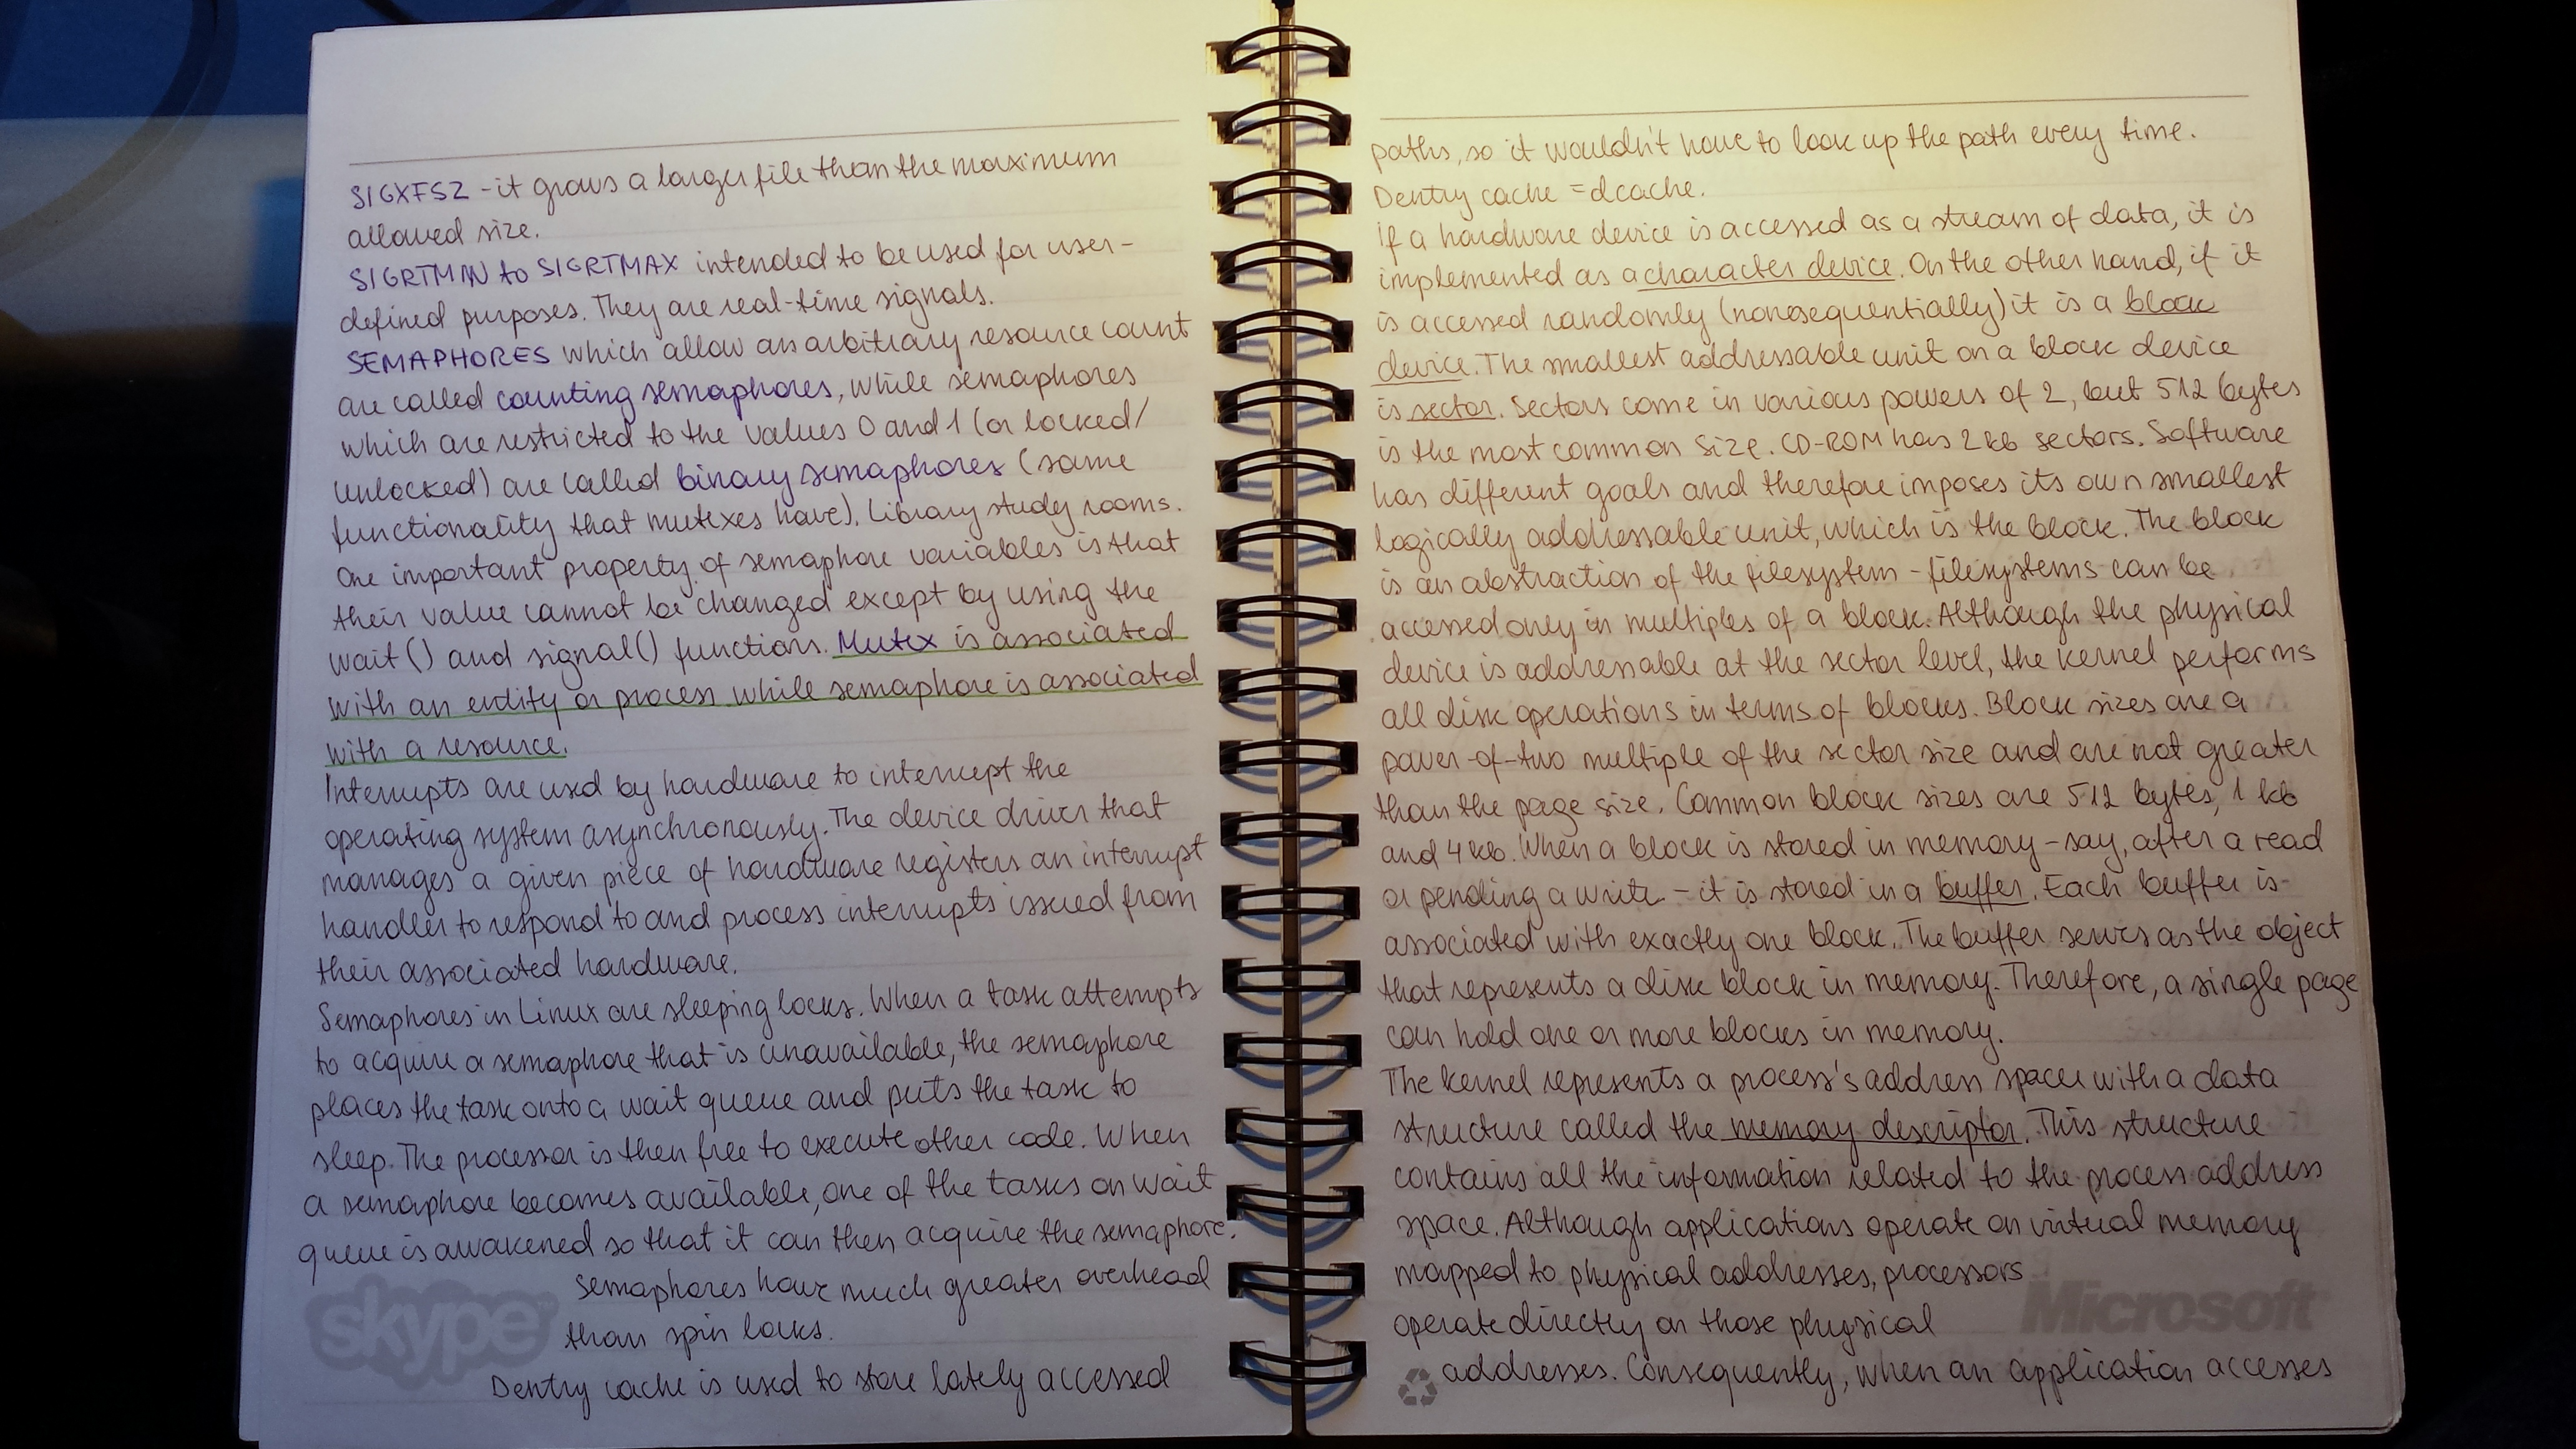 SIGXFSZ - it grows a larger file than the maximum
allowed size.
SIGRTMIN to SIGRTMAX intended to be used for user-
defined purposes. They are real-time signals.
SEMAPHORES which allow an arbitrary resource count
are called counting semaphores, while semaphores
which are restricted to the values 0 and 1 (or locked/
unlocked) are called binary semaphores (same
functionality that mutexes have). Library study rooms.
One important property of semaphore variables is that
their value cannot be changed except by using the
wait() and signal() functions. Mutex is associated
with an entity or process while semaphore is associated
with a resource.
Interrupts are used by hardware to interrupt the
operating system asynchronously. The device driver that
manages a given piece of hardware registers an interrupt
handler to respond to and process interrupts issued from
their associated hardware.
Semaphores in Linux are sleeping locks. When a task attempts
to acquire a semaphore that is unavailable, the semaphore
places the task onto a wait queue and puts the task to
sleep. The processor is then free to execute other code. When
a semaphore becomes available, one of the tasks on wait
queue is awakened so that it can then acquire the semaphore.
Semaphores have much greater overhead
than spin locks.
Dentry cache is used to store lately accessed
skype™
paths, so it wouldn't have to look up the path every time.
Dentry cache = dcache.
If a hardware device is accessed as a stream of data, it is
implemented as a character device. On the other hand, if it
is accessed randomly (nonsequentially) it is a block
device. The smallest addressable unit on a block device
is sector. Sectors come in various powers of 2, but 512 bytes
is the most common size. CD-ROM has 2 kb sectors. Software
has different goals and therefore imposes its own smallest
logically addressable unit, which is the block. The block
is an abstraction of the filesystem - filesystems can be
accessed only in multiples of a block. Although the physical
device is addressable at the sector level, the kernel performs
all disk operations in terms of blocks. Block sizes are a
power-of-two multiple of the sector size and are not greater
than the page size. Common block sizes are 512 bytes, 1 kb
and 4 kb. When a block is stored in memory - say, after a read
or pending a write - it is stored in a buffer. Each buffer is
associated with exactly one block. The buffer serves as the object
that represents a disk block in memory. Therefore, a single page
can hold one or more blocks in memory.
The kernel represents a process's address space with a data
structure called the memory descriptor. This structure
contains all the information related to the process address
space. Although applications operate on virtual memory
mapped to physical addresses, processors
operate directly on those physical
addresses. Consequently, when an application accesses
Microsoft